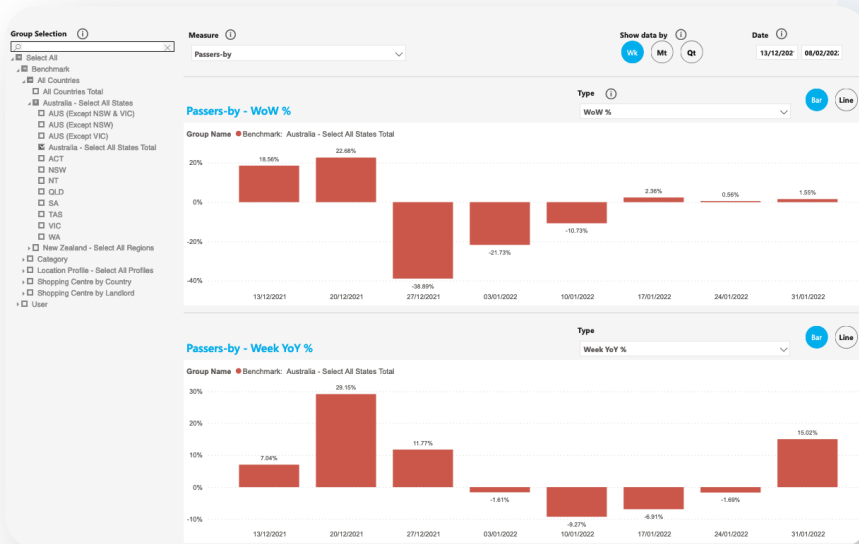 Group Selection
Select All
Benchmark
All Countries
All Countries Total
Australia - Select All States
AUS (Except NSW & VIC)
AUS (Except NSW)
AUS (Except VIC)
Australia - Select All States Total
ACT
NSW
NT
QLD
SA
TAS
VIC
WA
New Zealand - Select All Regions
Category
Location Profile - Select All Profiles
Shopping Centre by Country
Shopping Centre by Landlord
User
Measure
Passers-by
Show data by
Wk Mt Qt
Date
13/12/202 08/02/202
Type
WoW %
Bar Line
Passers-by - WoW %
Group Name Benchmark: Australia - Select All States Total
20%
0%
-20%
-40%
18.56%
22.68%
-38.89%
-21.73%
-10.73%
2.36%
0.56%
1.55%
13/12/2021 20/12/2021 27/12/2021 03/01/2022 10/01/2022 17/01/2022 24/01/2022 31/01/2022
Type
Week YoY %
Bar Line
Passers-by - Week YoY %
Group Name Benchmark: Australia - Select All States Total
30%
20%
10%
0%
-10%
7.04%
29.15%
11.77%
-1.61%
-9.27%
-6.91%
-1.69%
15.02%
13/12/2021 20/12/2021 27/12/2021 03/01/2022 10/01/2022 17/01/2022 24/01/2022 31/01/2022